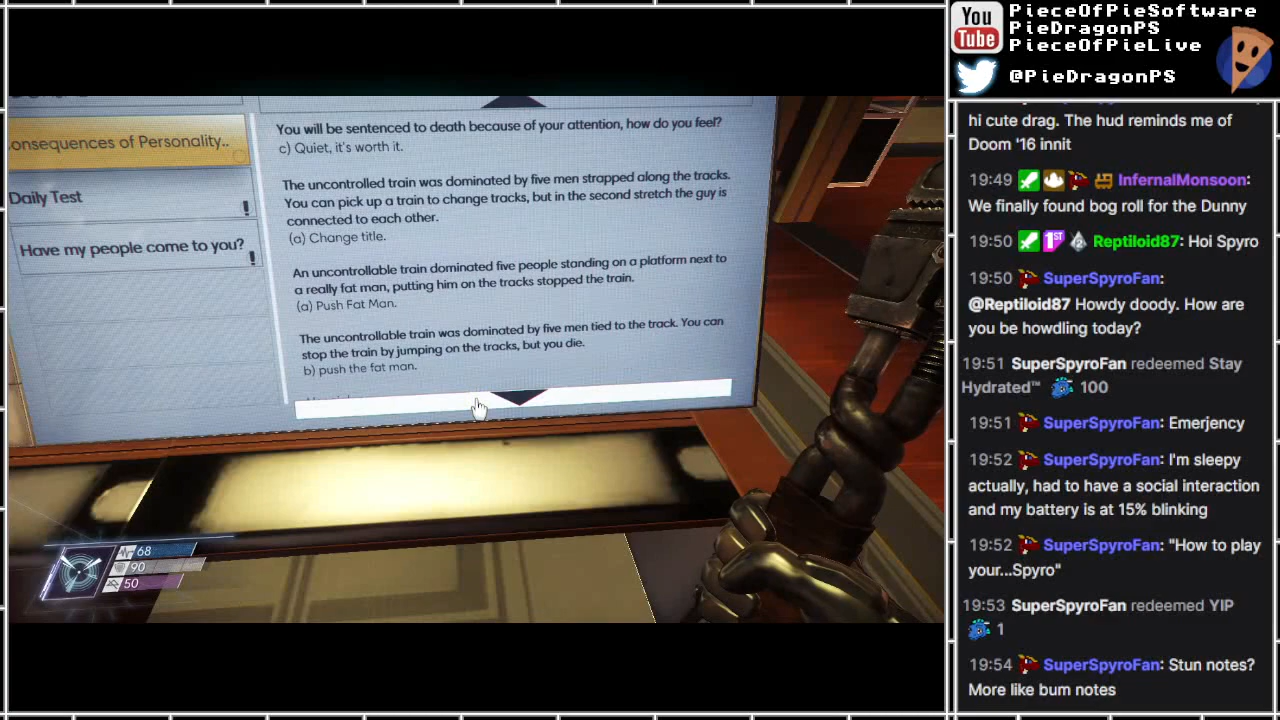 onsequences of Personality..
Daily Test
!
Have my people come to you?
!
You will be sentenced to death because of your attention, how do you feel?
c) Quiet, it's worth it.
The uncontrolled train was dominated by five men strapped along the tracks.
You can pick up a train to change tracks, but in the second stretch the guy is
connected to each other.
(a) Change title.
An uncontrollable train dominated five people standing on a platform next to
a really fat man, putting him on the tracks stopped the train.
(a) Push Fat Man.
The uncontrollable train was dominated by five men tied to the track. You can
stop the train by jumping on the tracks, but you die.
b) push the fat man.
68
90
50
You
Tube
PieceOfPieSoftware
PieDragonPS
PieceOfPieLive
@PieDragonPS
hi cute drag. The hud reminds me of
Doom '16 innit
19:49 InfernalMonsoon:
We finally found bog roll for the Dunny
19:50 1ST 2 Reptiloid87: Hoi Spyro
19:50 SuperSpyroFan:
@Reptiloid87 Howdy doody. How are
you be howdling today?
19:51 SuperSpyroFan redeemed Stay
Hydrated™ 100
19:51 SuperSpyroFan: Emerjency
19:52 SuperSpyroFan: I'm sleepy
actually, had to have a social interaction
and my battery is at 15% blinking
19:52 SuperSpyroFan: "How to play
your...Spyro"
19:53 SuperSpyroFan redeemed YIP
1
19:54 SuperSpyroFan: Stun notes?
More like bum notes